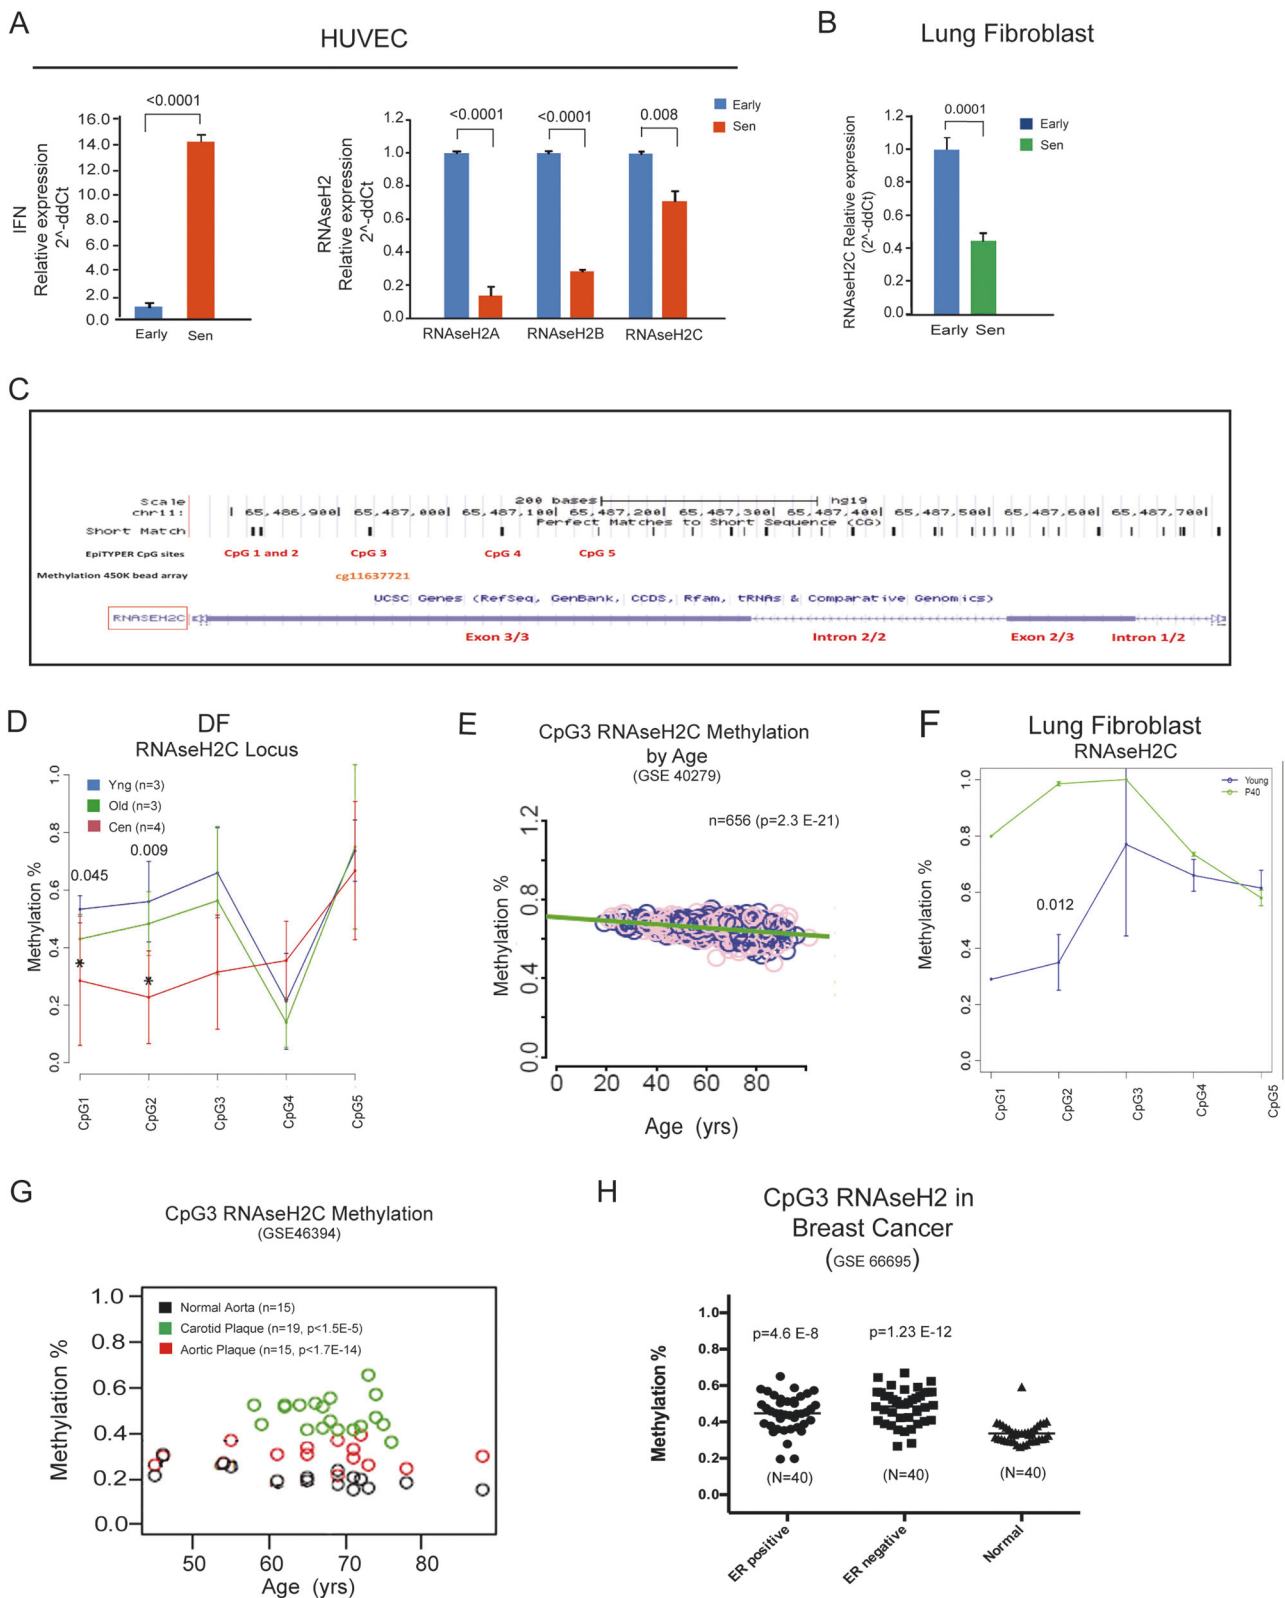 A
HUVEC
B
Lung Fibroblast
<0.0001
16.0
14.0
12.0
10.0
8.0
6.0
4.0
2.0
0.0
IFN
Relative expression
2^-ddCt
Early
Sen
RNAseH2
Relative expression
2^-ddCt
1.2
1.0
0.8
0.6
0.4
0.2
0.0
<0.0001
<0.0001
0.008
Early
Sen
RNAseH2A
RNAseH2B
RNAseH2C
RNAseH2C Relative expression
(2^-ddCt)
1.2
1.0
0.8
0.6
0.4
0.2
0.0
0.0001
Early
Sen
Early Sen
C
Scale
200 bases
hg19
chr11:
65,486,900
65,487,000
65,487,100
65,487,200
65,487,300
65,487,400
65,487,500
65,487,600
65,487,700
Perfect Matches to Short Sequence (CG)
Short Match
EpiTYPER CpG sites
CpG 1 and 2
CpG 3
CpG 4
CpG 5
Methylation 450K bead array
cg11637721
UCSC Genes (RefSeq, GenBank, CCDS, Rfam, tRNAs & Comparative Genomics)
RNASEH2C
Exon 3/3
Intron 2/2
Exon 2/3
Intron 1/2
D
DF
RNAseH2C Locus
Yng (n=3)
Old (n=3)
Cen (n=4)
0.045
0.009
*
*
Methylation %
1.0
0.8
0.6
0.4
0.2
0.0
CpG1
CpG2
CpG3
CpG4
CpG5
E
CpG3 RNAseH2C Methylation
by Age
(GSE 40279)
n=656 (p=2.3 E-21)
Methylation %
1.2
0.8
0.4
0.0
0
20
40
60
80
Age (yrs)
F
Lung Fibroblast
RNAseH2C
Young
P40
0.012
Methylation %
1.0
0.8
0.6
0.4
0.2
0.0
CpG1
CpG2
CpG3
CpG4
CpG5
G
CpG3 RNAseH2C Methylation
(GSE46394)
Normal Aorta (n=15)
Carotid Plaque (n=19, p<1.5E-5)
Aortic Plaque (n=15, p<1.7E-14)
Methylation %
1.0
0.8
0.6
0.4
0.2
0.0
50
60
70
80
Age (yrs)
H
CpG3 RNAseH2 in
Breast Cancer
(GSE 66695)
p=4.6 E-8
p=1.23 E-12
Methylation %
1.0
0.8
0.6
0.4
0.2
0.0
(N=40)
(N=40)
(N=40)
ER positive
ER negative
Normal